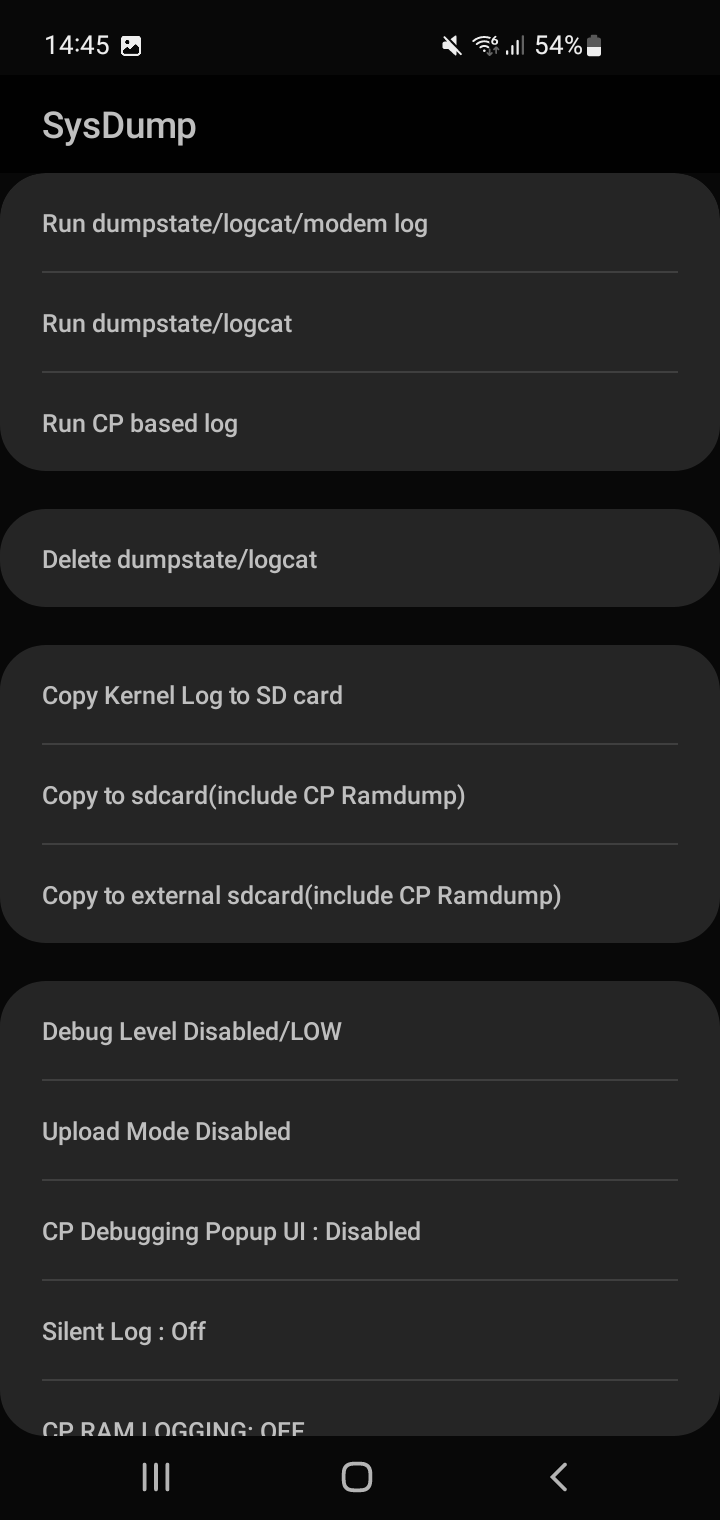 14:45 54%
SysDump
Run dumpstate/logcat/modem log
Run dumpstate/logcat
Run CP based log
Delete dumpstate/logcat
Copy Kernel Log to SD card
Copy to sdcard(include CP Ramdump)
Copy to external sdcard(include CP Ramdump)
Debug Level Disabled/LOW
Upload Mode Disabled
CP Debugging Popup UI : Disabled
Silent Log : Off
CP RAM LOGGING: OFF